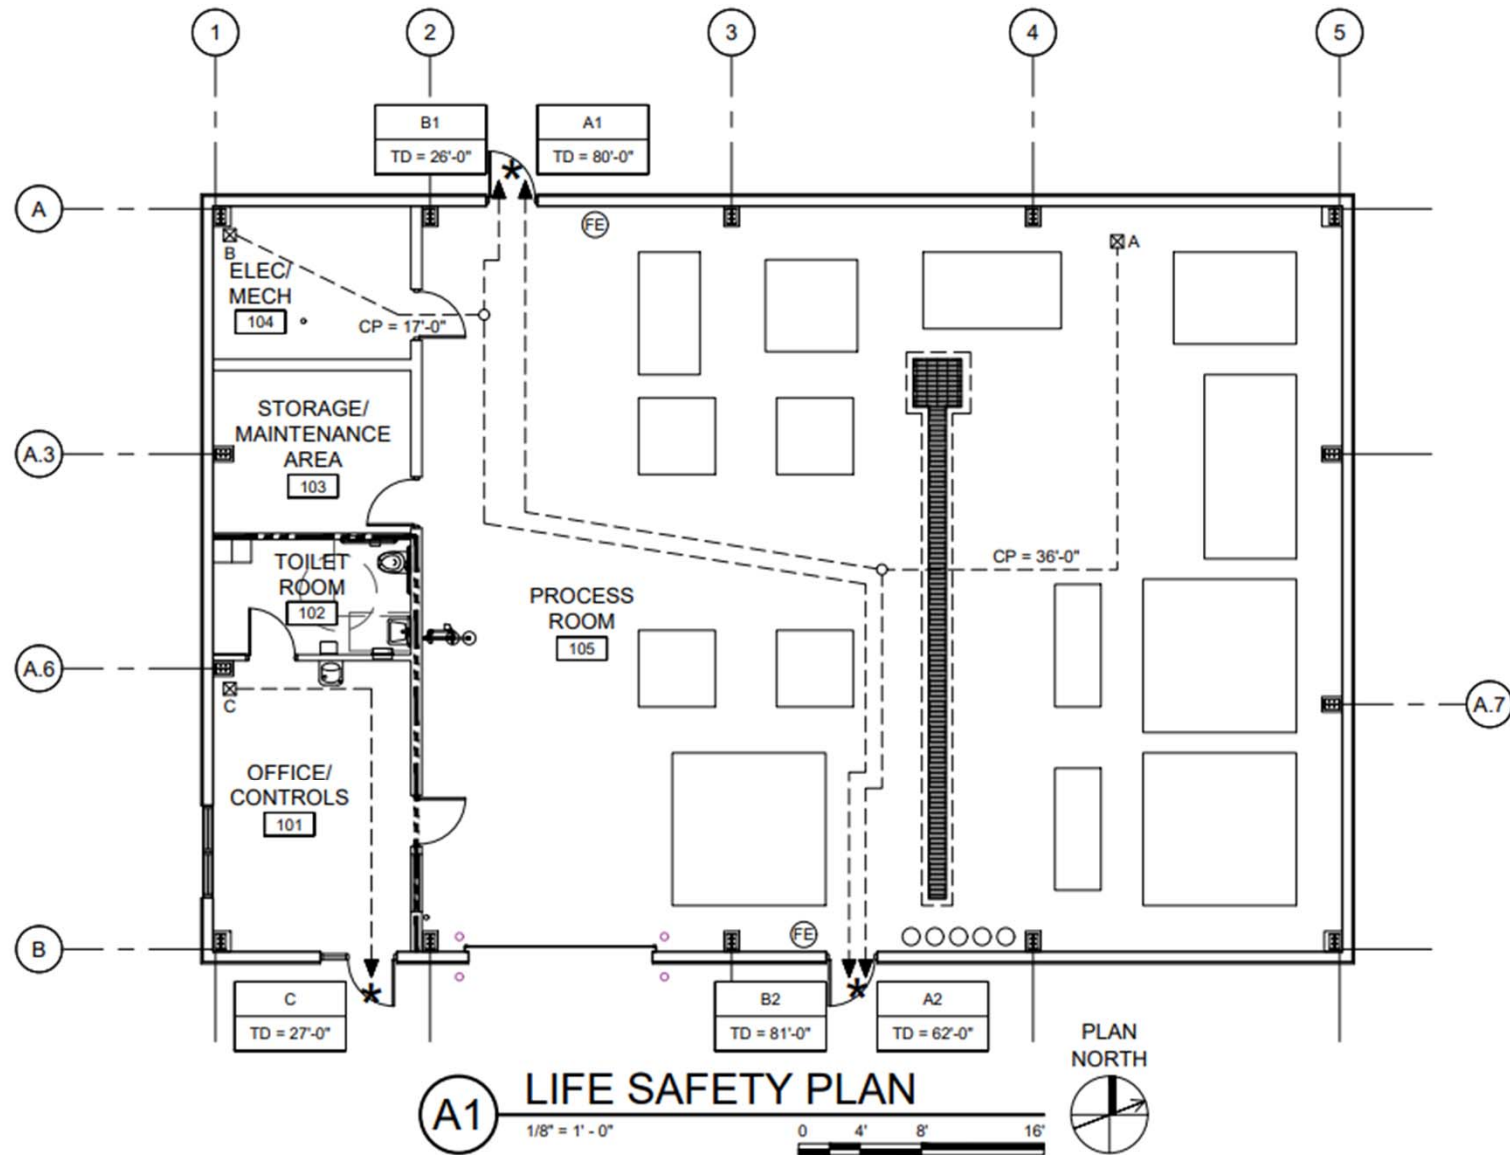 1
2
3
4
5
B1
TD = 26'-0"
A1
TD = 80'-0"
A
FE
B
A
ELEC/
MECH
104
CP = 17'-0"
STORAGE/
MAINTENANCE
AREA
103
A.3
TOILET
ROOM
102
CP = 36'-0"
PROCESS
ROOM
105
A.6
C
A.7
OFFICE/
CONTROLS
101
B
FE
C
TD = 27'-0"
B2
TD = 81'-0"
A2
TD = 62'-0"
PLAN
NORTH
A1
LIFE SAFETY PLAN
1/8" = 1' - 0"
0 4' 8' 16'